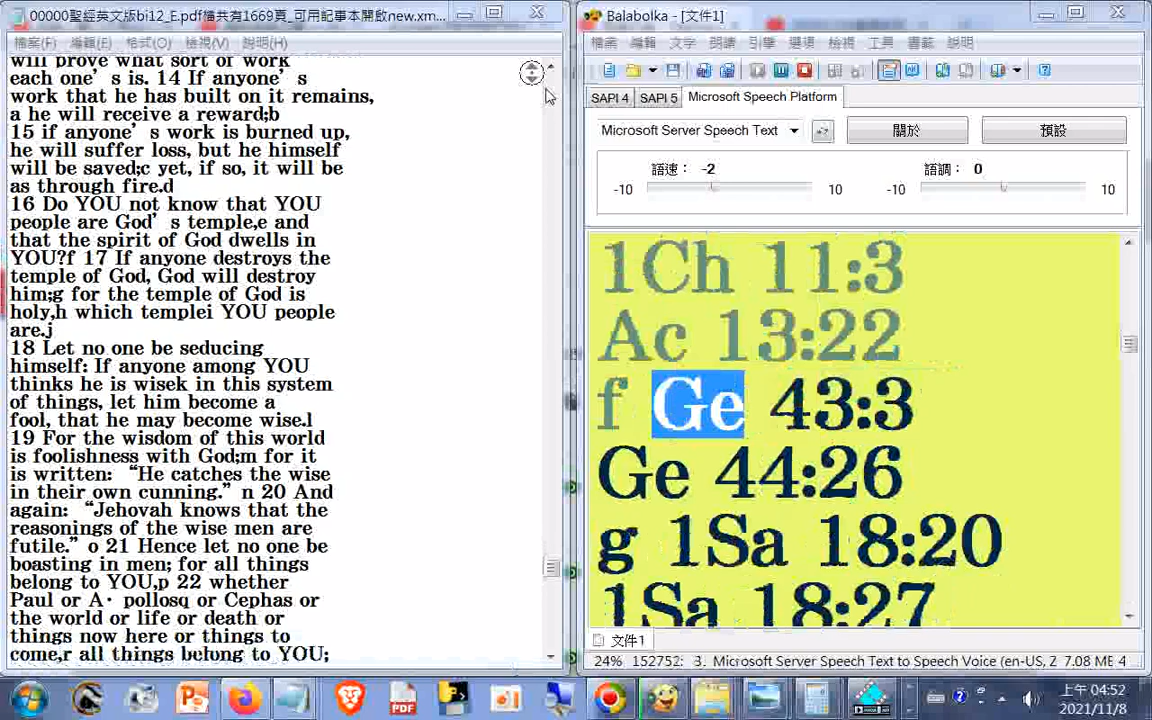 00000聖經英文版bi12_E.pdf檔共有1669頁_可用記事本開啟new.xm...
檔案(F) 編輯(E) 格式(O) 檢視(V) 說明(H)
will prove what sort of work
each one’s is. 14 If anyone’s
work that he has built on it remains,
a he will receive a reward;b
15 if anyone’s work is burned up,
he will suffer loss, but he himself
will be saved;c yet, if so, it will be
as through fire.d
16 Do YOU not know that YOU
people are God’s temple,e and
that the spirit of God dwells in
YOU?f 17 If anyone destroys the
temple of God, God will destroy
him;g for the temple of God is
holy,h which templei YOU people
are.j
18 Let no one be seducing
himself: If anyone among YOU
thinks he is wisek in this system
of things, let him become a
fool, that he may become wise.l
19 For the wisdom of this world
is foolishness with God;m for it
is written: “He catches the wise
in their own cunning.” n 20 And
again: “Jehovah knows that the
reasonings of the wise men are
futile.” o 21 Hence let no one be
boasting in men; for all things
belong to YOU,p 22 whether
Paul or A·pollosq or Cephas or
the world or life or death or
things now here or things to
come,r all things belong to YOU;
Balabolka - [文件1]
檔案 編輯 文字 朗讀 引擎 選項 檢視 工具 書籤 說明
SAPI 4 SAPI 5 Microsoft Speech Platform
Microsoft Server Speech Text 關於 預設
語速： -2 語調： 0
-10 10 -10 10
1Ch 11:3
Ac 13:22
f Ge 43:3
Ge 44:26
g 1Sa 18:20
1Sa 18:27
文件1
24% 152752: 3. Microsoft Server Speech Text to Speech Voice (en-US, 2 7.08 MB 4
PDF
上午 04:52
2021/11/8